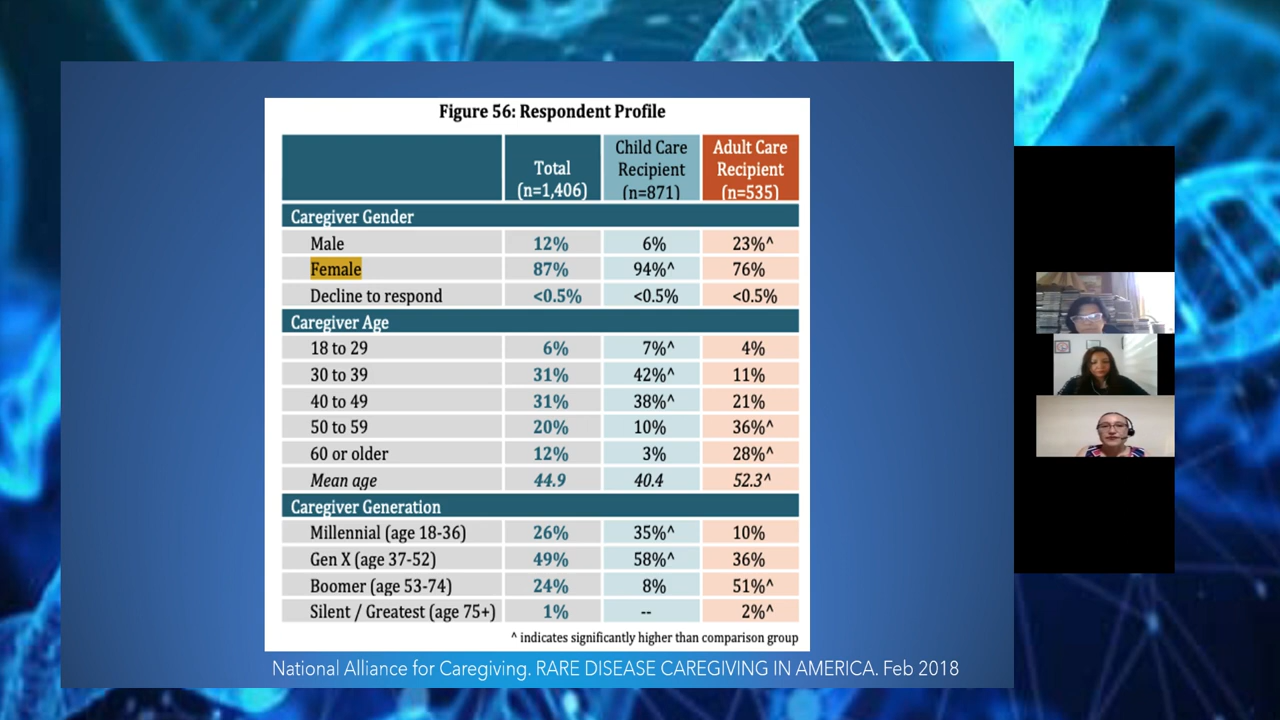 Figure 56: Respondent Profile
Total (n=1,406) Child Care Recipient (n=871) Adult Care Recipient (n=535)
Caregiver Gender
Male 12% 6% 23%^
Female 87% 94%^ 76%
Decline to respond <0.5% <0.5% <0.5%
Caregiver Age
18 to 29 6% 7%^ 4%
30 to 39 31% 42%^ 11%
40 to 49 31% 38%^ 21%
50 to 59 20% 10% 36%^
60 or older 12% 3% 28%^
Mean age 44.9 40.4 52.3^
Caregiver Generation
Millennial (age 18-36) 26% 35%^ 10%
Gen X (age 37-52) 49% 58%^ 36%
Boomer (age 53-74) 24% 8% 51%^
Silent / Greatest (age 75+) 1% -- 2%^
^ indicates significantly higher than comparison group
National Alliance for Caregiving. RARE DISEASE CAREGIVING IN AMERICA. Feb 2018